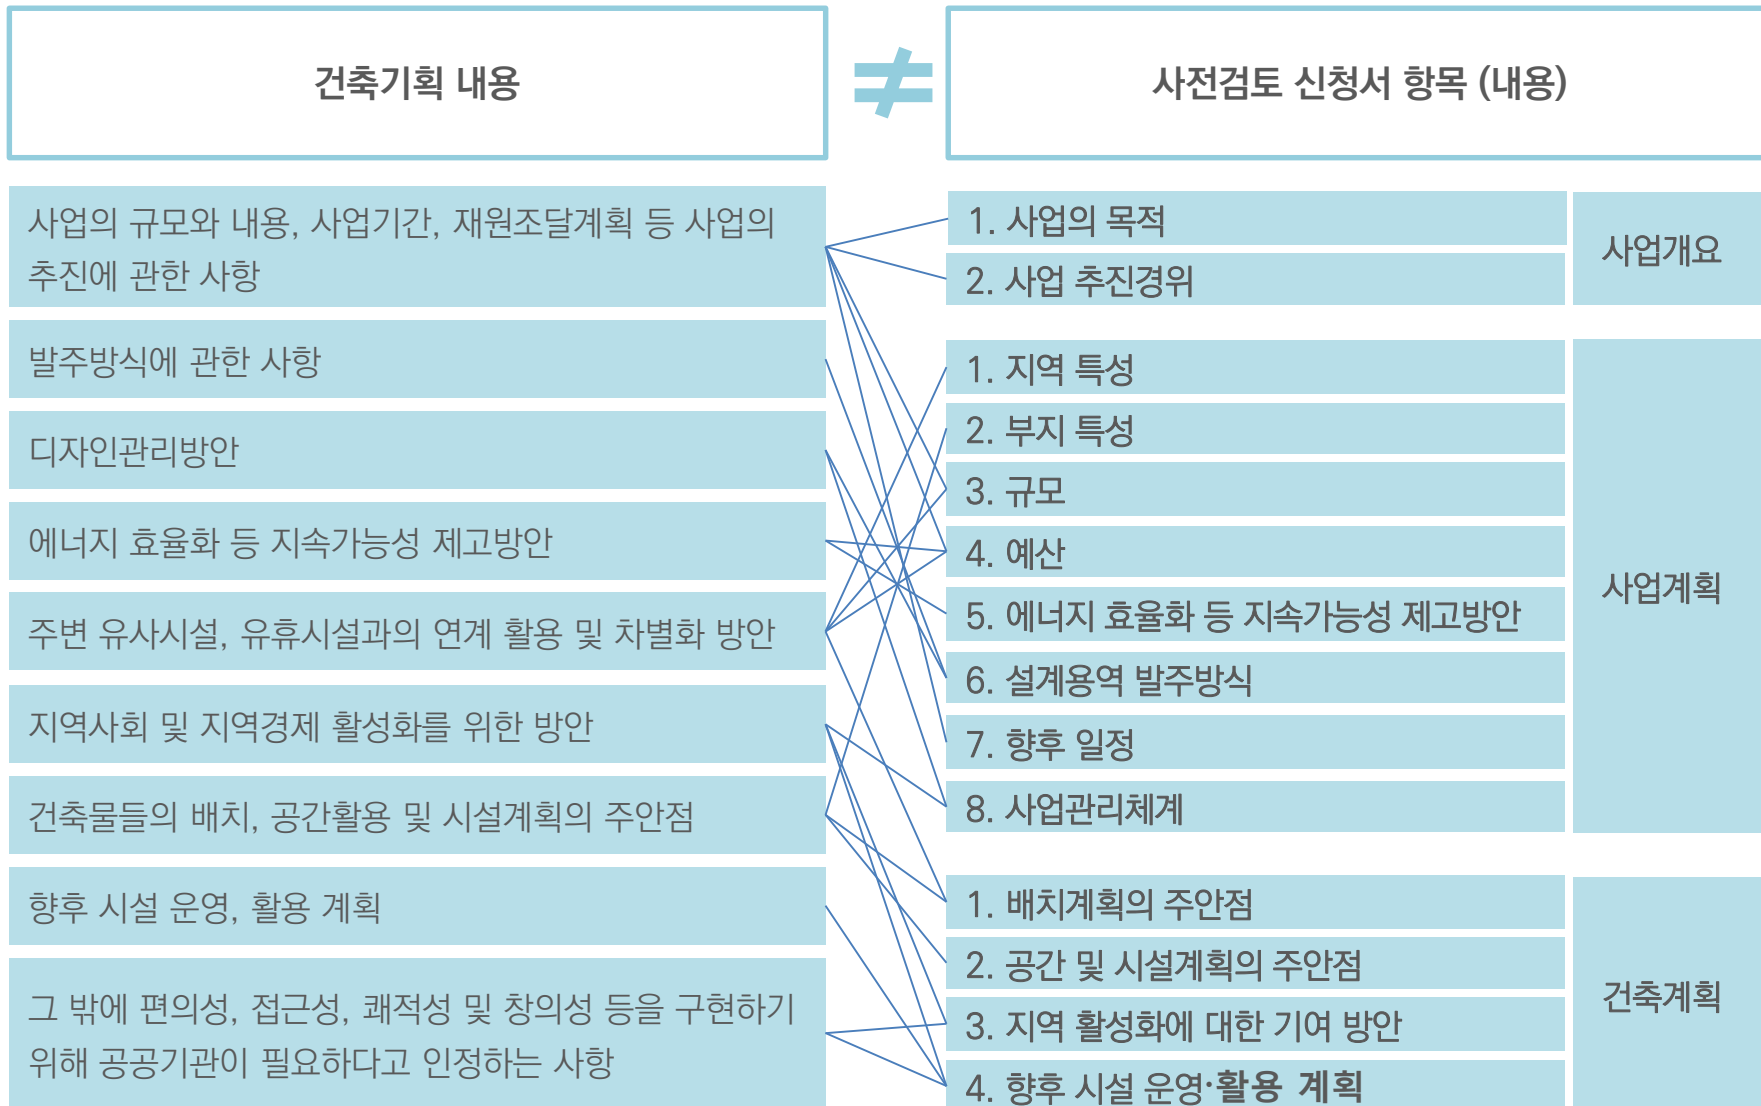 건축기획 내용
≠
사전검토 신청서 항목 (내용)
사업의 규모와 내용, 사업기간, 재원조달계획 등 사업의
추진에 관한 사항
발주방식에 관한 사항
디자인관리방안
에너지 효율화 등 지속가능성 제고방안
주변 유사시설, 유휴시설과의 연계 활용 및 차별화 방안
지역사회 및 지역경제 활성화를 위한 방안
건축물들의 배치, 공간활용 및 시설계획의 주안점
향후 시설 운영, 활용 계획
그 밖에 편의성, 접근성, 쾌적성 및 창의성 등을 구현하기
위해 공공기관이 필요하다고 인정하는 사항
1. 사업의 목적
2. 사업 추진경위
사업개요
1. 지역 특성
2. 부지 특성
3. 규모
4. 예산
5. 에너지 효율화 등 지속가능성 제고방안
6. 설계용역 발주방식
7. 향후 일정
8. 사업관리체계
사업계획
1. 배치계획의 주안점
2. 공간 및 시설계획의 주안점
3. 지역 활성화에 대한 기여 방안
4. 향후 시설 운영·활용 계획
건축계획